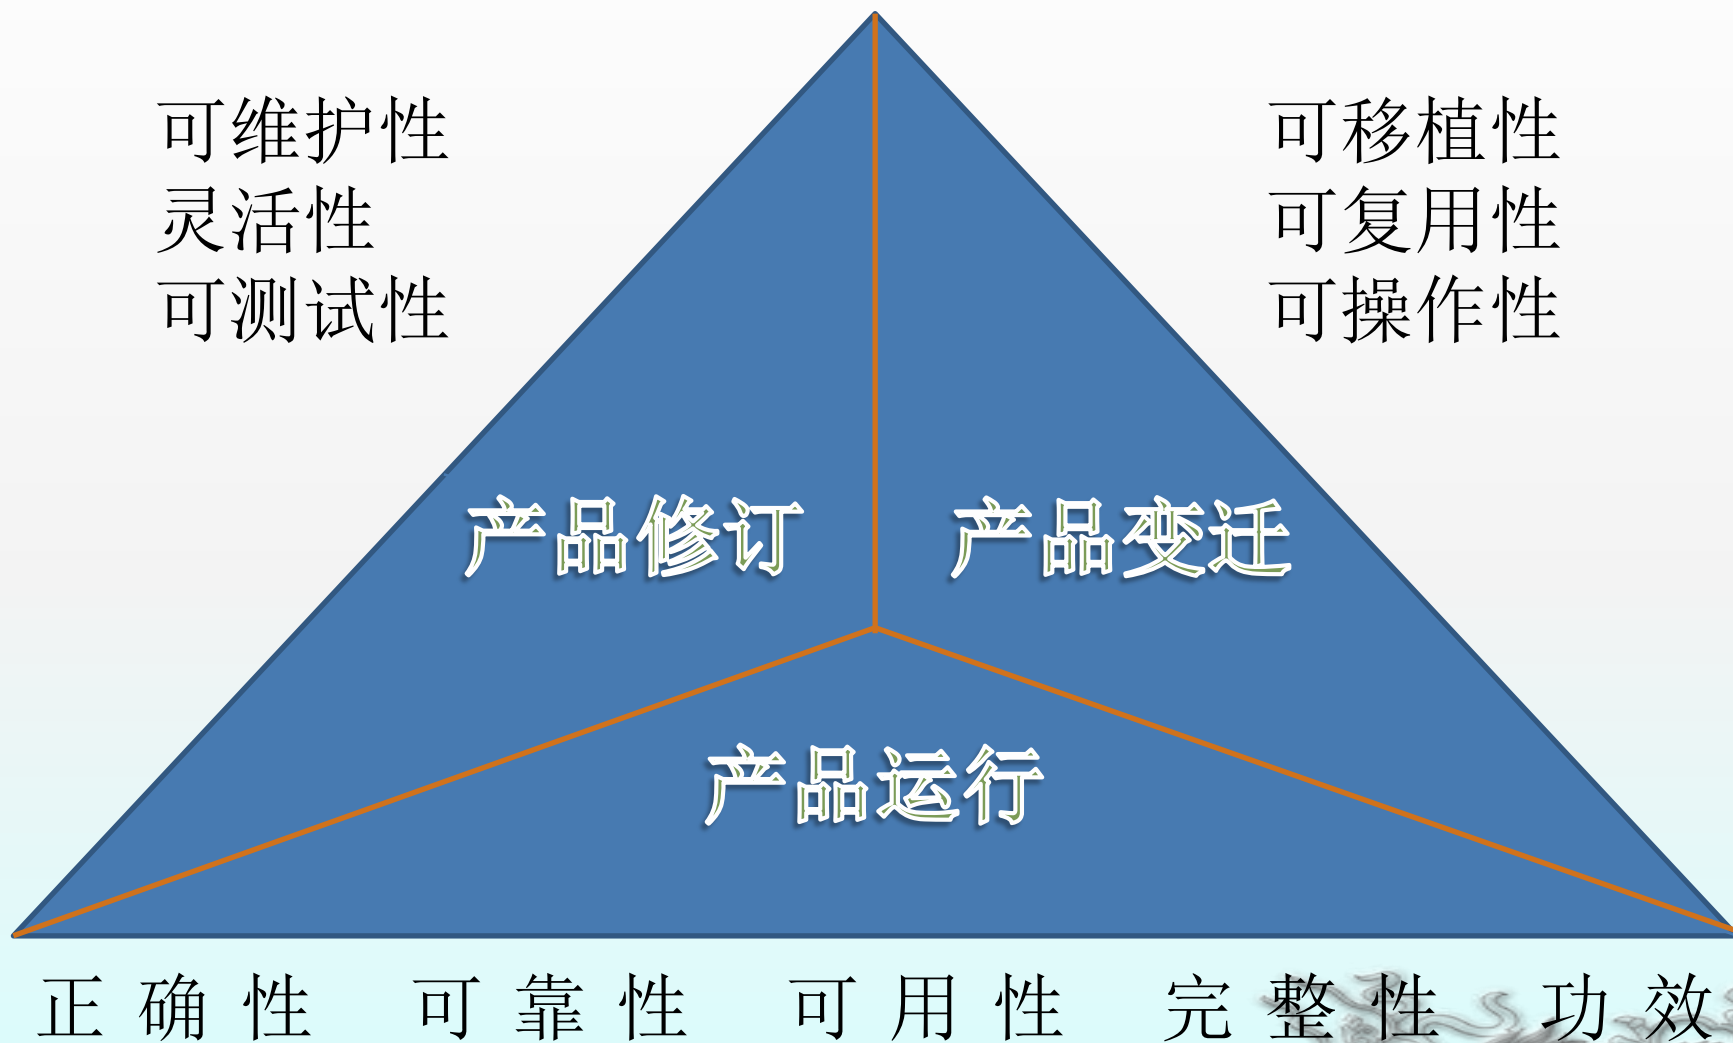 可维护性
灵活性
可测试性
可移植性
可复用性
可操作性
产品修订
产品变迁
产品运行
正确性 可靠性 可用性 完整性 功效